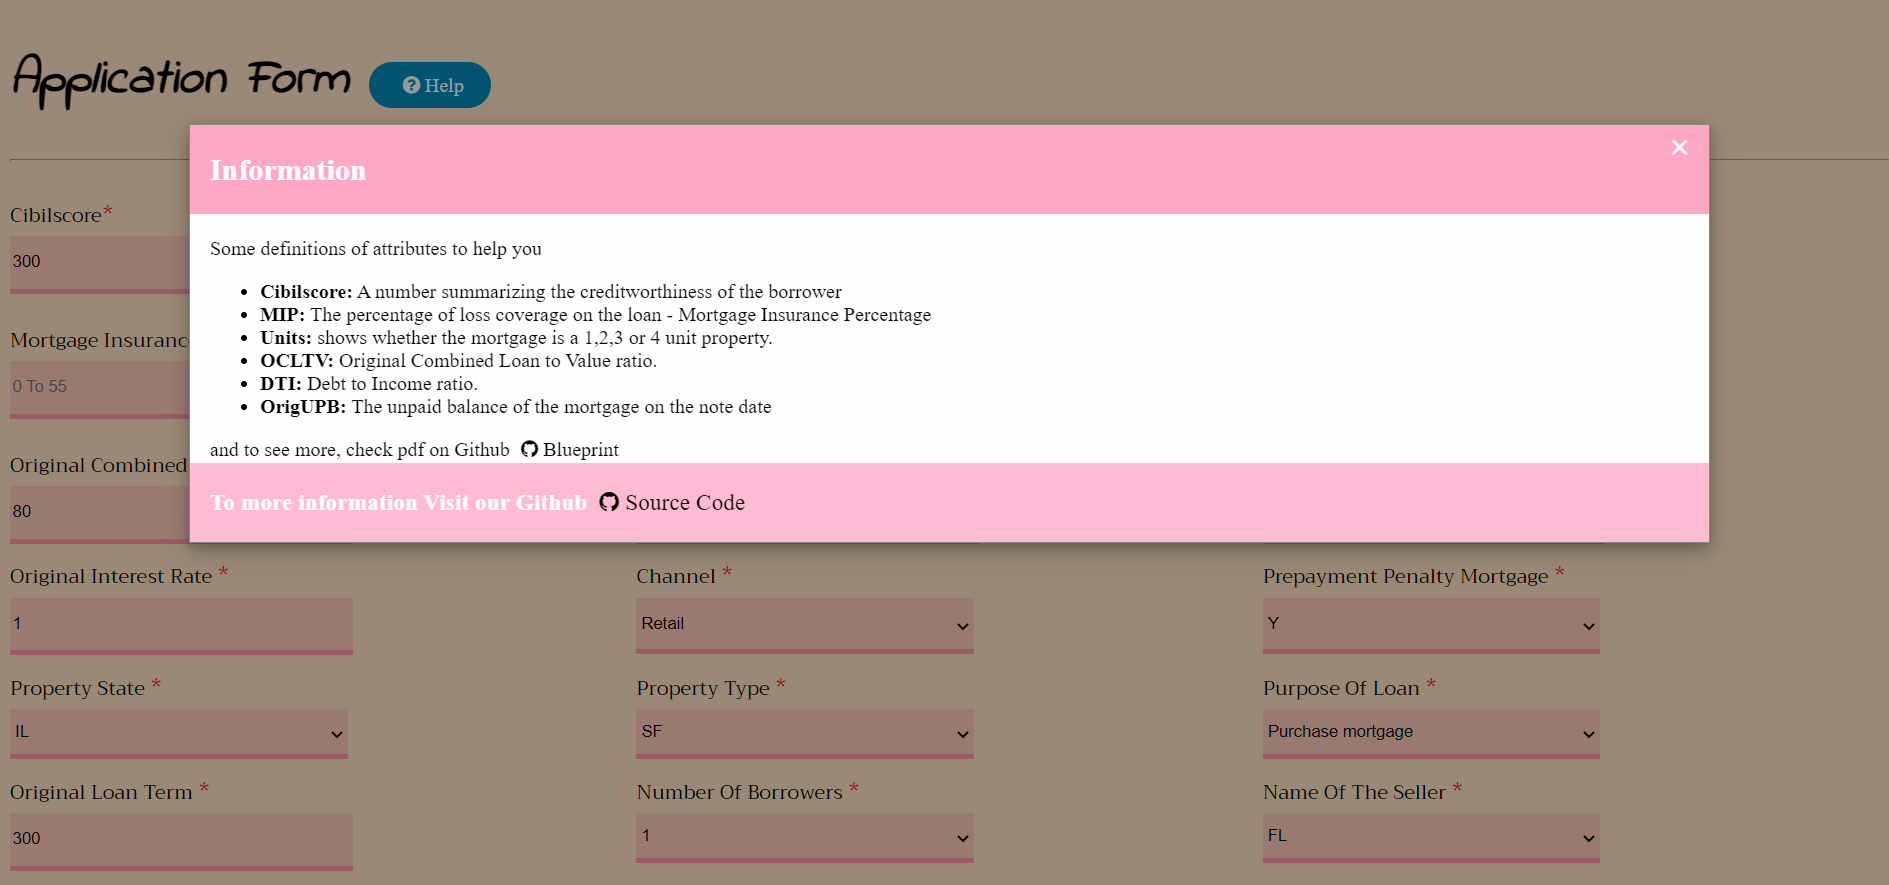 Application Form
Help
Information
×
Cibilscore*
300
Some definitions of attributes to help you
• Cibilscore: A number summarizing the creditworthiness of the borrower
• MIP: The percentage of loss coverage on the loan - Mortgage Insurance Percentage
• Units: shows whether the mortgage is a 1,2,3 or 4 unit property.
• OCLTV: Original Combined Loan to Value ratio.
• DTI: Debt to Income ratio.
• OrigUPB: The unpaid balance of the mortgage on the note date
and to see more, check pdf on Github Blueprint
To more information Visit our Github Source Code
Mortgage Insuranc
0 To 55
Original Combined
80
Original Interest Rate *
Channel *
Prepayment Penalty Mortgage *
1
Retail
Y
Property State *
Property Type *
Purpose Of Loan *
IL
SF
Purchase mortgage
Original Loan Term *
Number Of Borrowers *
Name Of The Seller *
300
1
FL